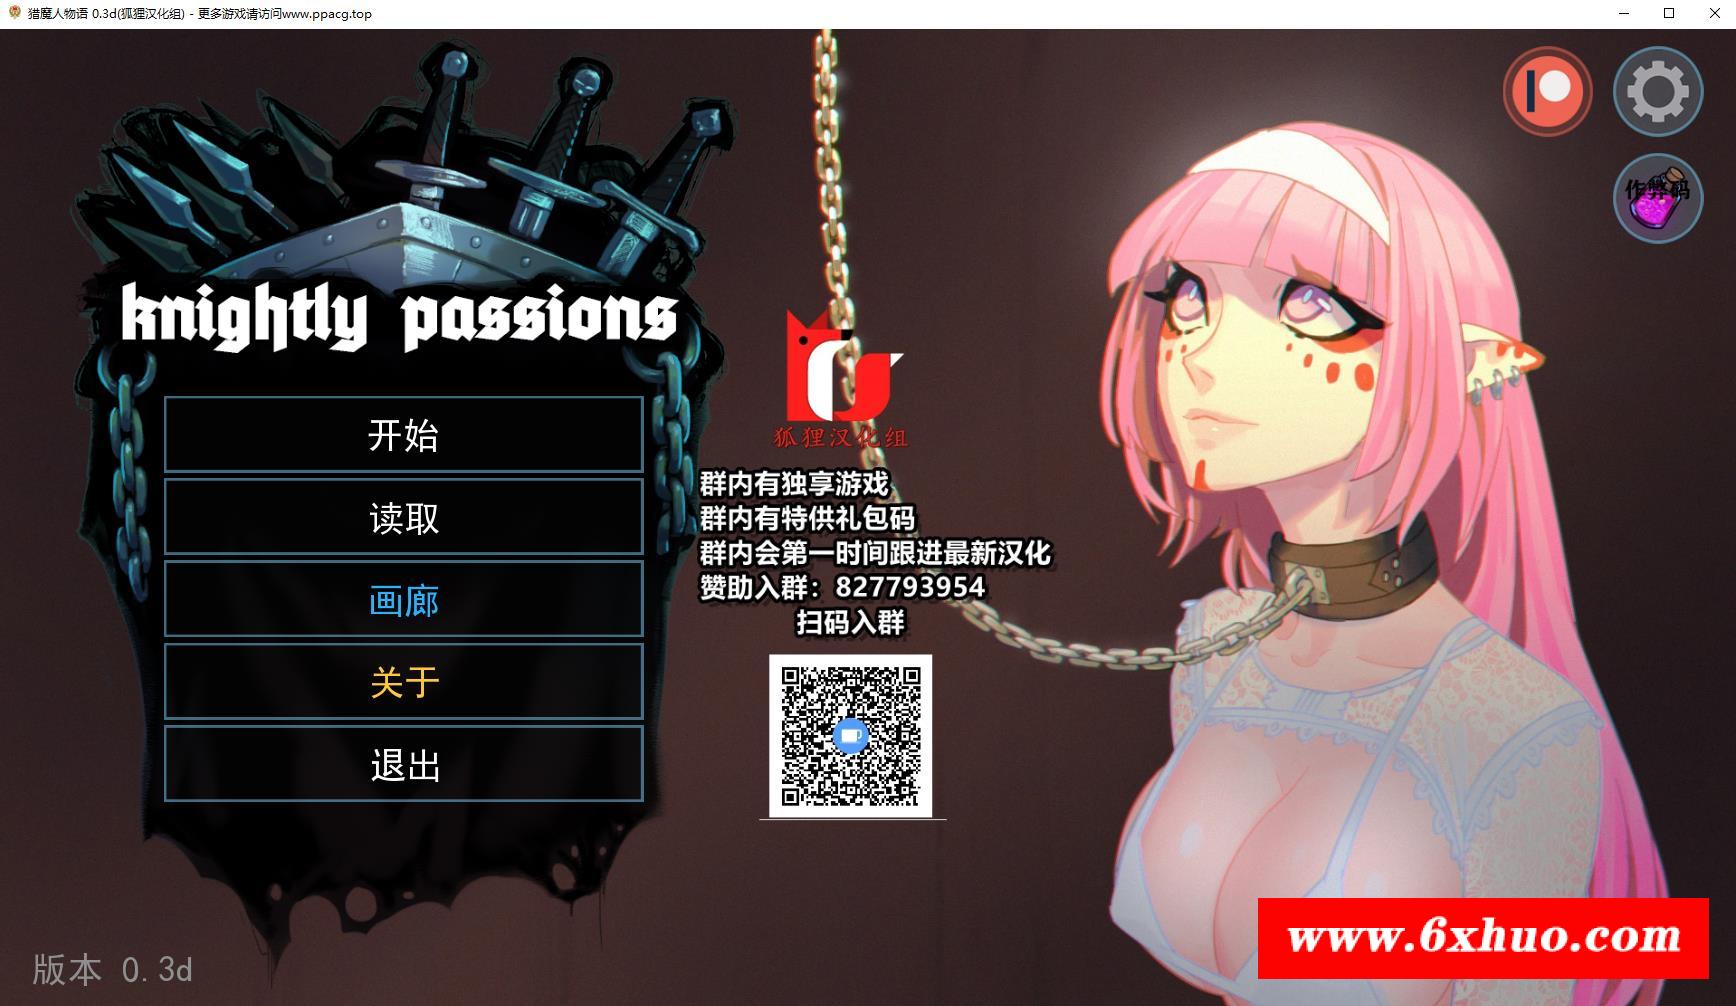 猎魔人物语 0.3d(狐狸汉化组) - 更多游戏请访问www.ppacg.top
作弊码
knightly passions
开始
读取
画廊
关于
退出
狐狸汉化组
群内有独享游戏
群内有特供礼包码
群内会第一时间跟进最新汉化
赞助入群：827793954
扫码入群
www.6xhuo.com
版本 0.3d